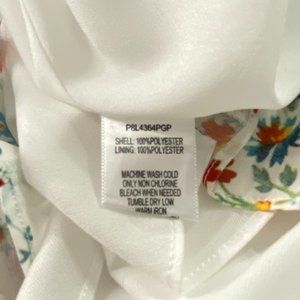 P8L4364PGP
SHELL: 100%POLYESTER
LINING: 100%POLYESTER
MACHINE WASH COLD
ONLY NON CHLORINE
BLEACH WHEN NEEDED
TUMBLE DRY LOW
WARM IRON